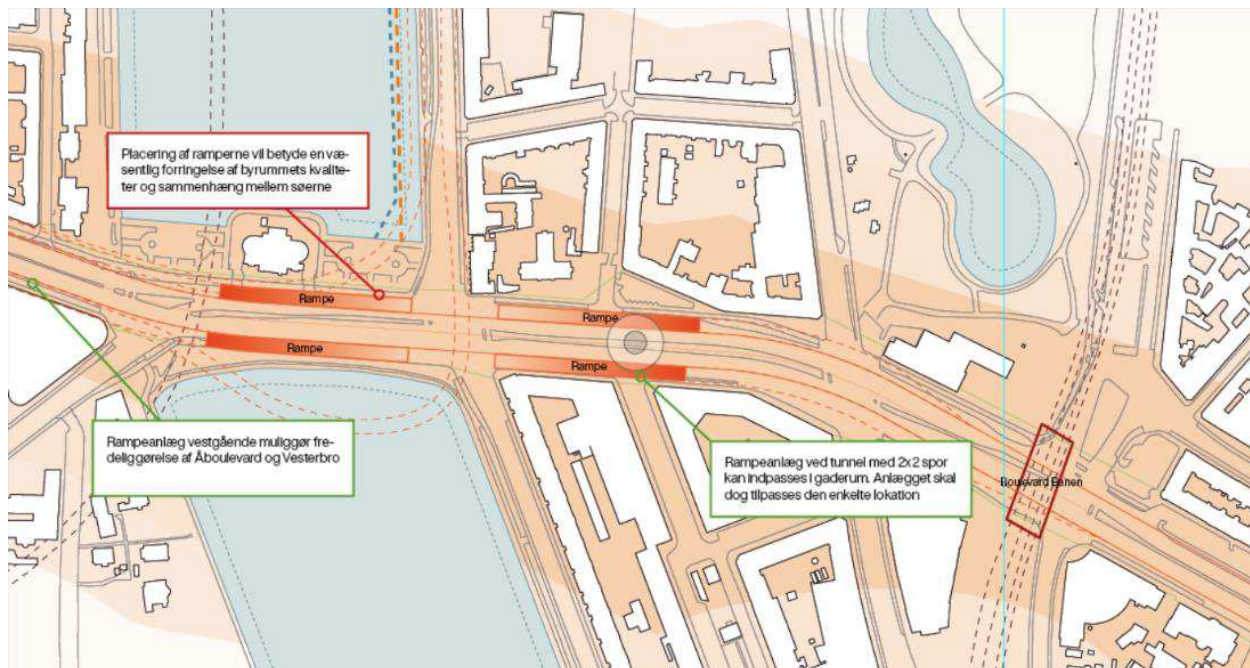 Placering af ramperne vil betyde en væ-
sentlig forringelse af byrummets kvalite-
ter og sammenhæng mellem søerne
Rampe
Rampe
Rampe
Rampe
Rampeanlæg vestgående muliggør fre-
deliggørelse af Åboulevard og Vesterbro
Rampeanlæg ved tunnel med 2x2 spor
kan indpasses i gaderum. Anlægget skal
dog tilpasses den enkelte lokation
Boulevard Banen